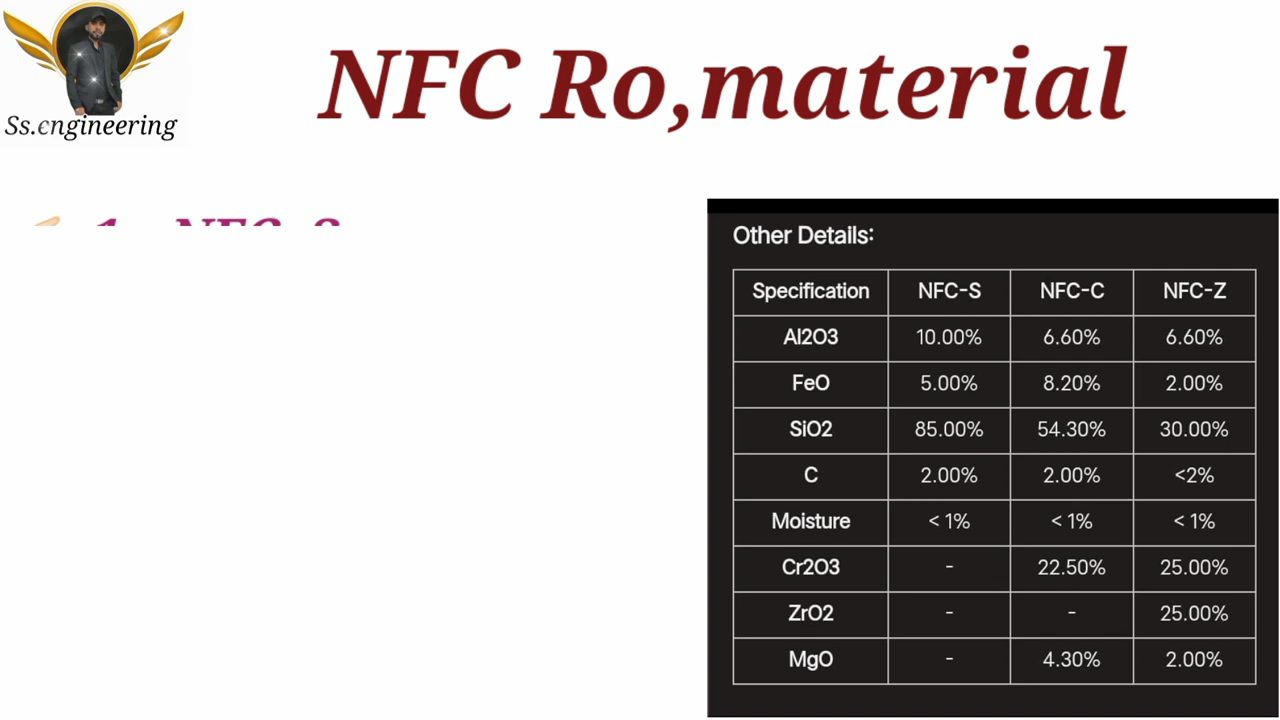 Ss.engineering
NFC Ro,material
Other Details:
Specification NFC-S NFC-C NFC-Z
Al2O3 10.00% 6.60% 6.60%
FeO 5.00% 8.20% 2.00%
SiO2 85.00% 54.30% 30.00%
C 2.00% 2.00% <2%
Moisture < 1% < 1% < 1%
Cr2O3 - 22.50% 25.00%
ZrO2 - - 25.00%
MgO - 4.30% 2.00%